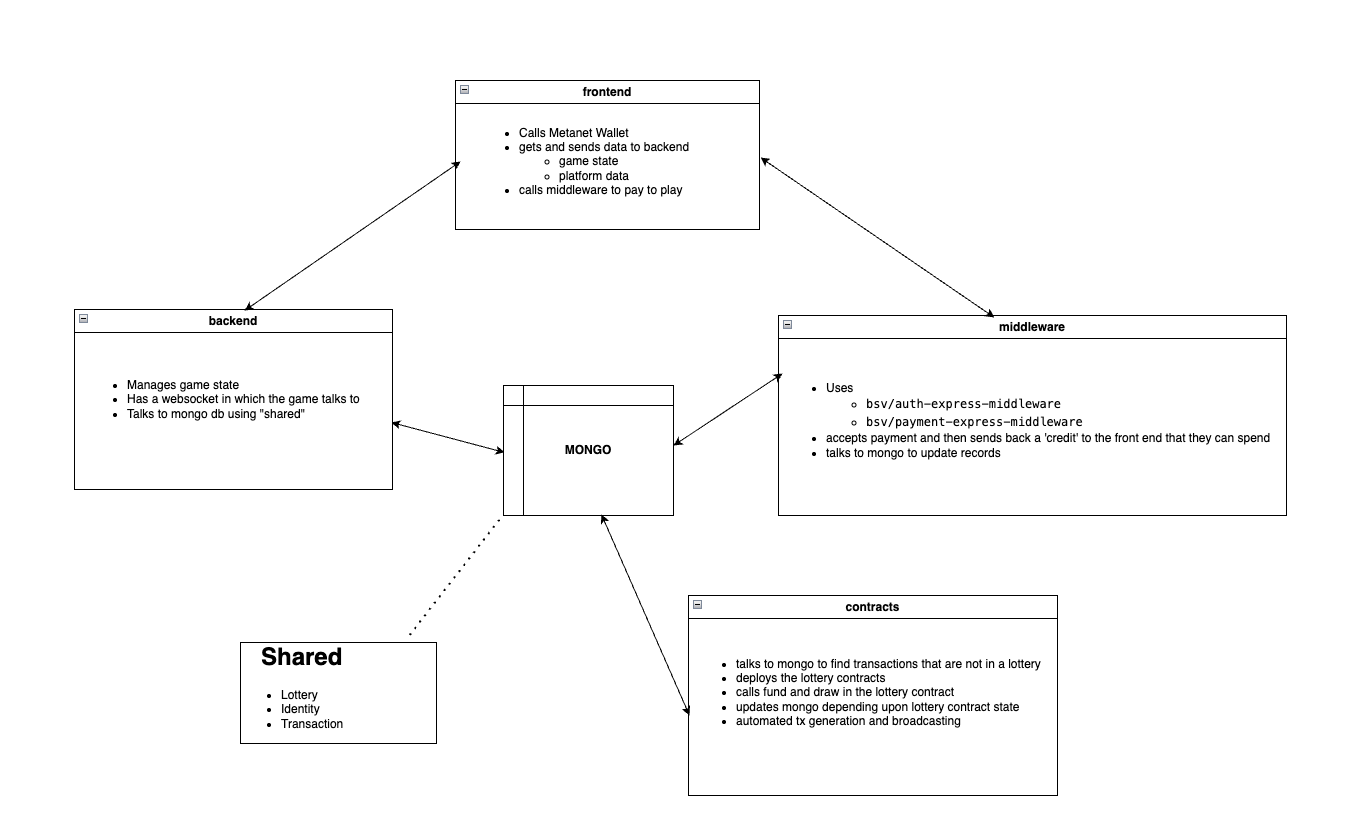 frontend
Calls Metanet Wallet
gets and sends data to backend
game state
platform data
calls middleware to pay to play
backend
Manages game state
Has a websocket in which the game talks to
Talks to mongo db using "shared"
middleware
Uses
bsv/auth-express-middleware
bsv/payment-express-middleware
accepts payment and then sends back a 'credit' to the front end that they can spend
talks to mongo to update records
MONGO
contracts
talks to mongo to find transactions that are not in a lottery
deploys the lottery contracts
calls fund and draw in the lottery contract
updates mongo depending upon lottery contract state
automated tx generation and broadcasting
Shared
Lottery
Identity
Transaction